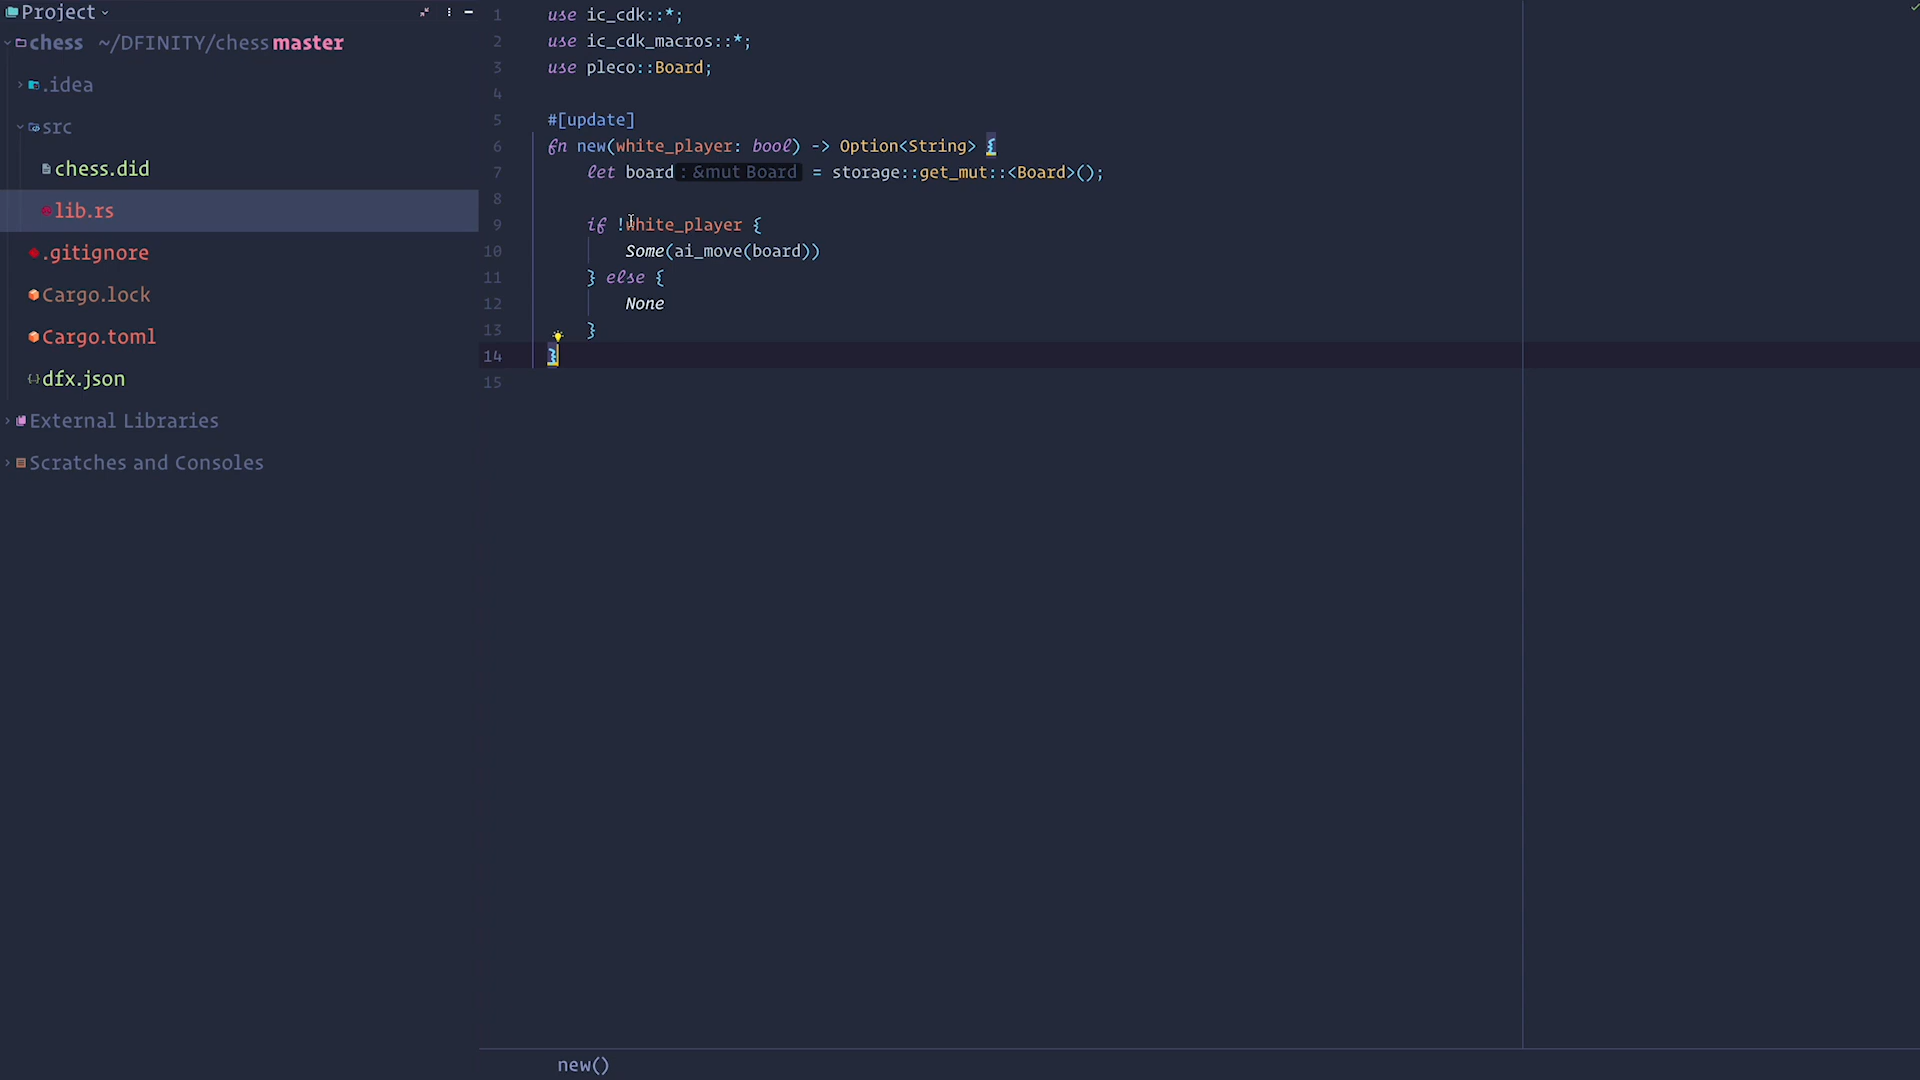 Project
chess ~/DFINITY/chess master
.idea
src
chess.did
lib.rs
.gitignore
Cargo.lock
Cargo.toml
dfx.json
External Libraries
Scratches and Consoles
1 use ic_cdk::*;
2 use ic_cdk_macros::*;
3 use pleco::Board;
4
5 #[update]
6 fn new(white_player: bool) -> Option<String> {
7 let board: &mut Board = storage::get_mut::<Board>();
8
9 if !white_player {
10 Some(ai_move(board))
11 } else {
12 None
13 }
14 }
15
new()